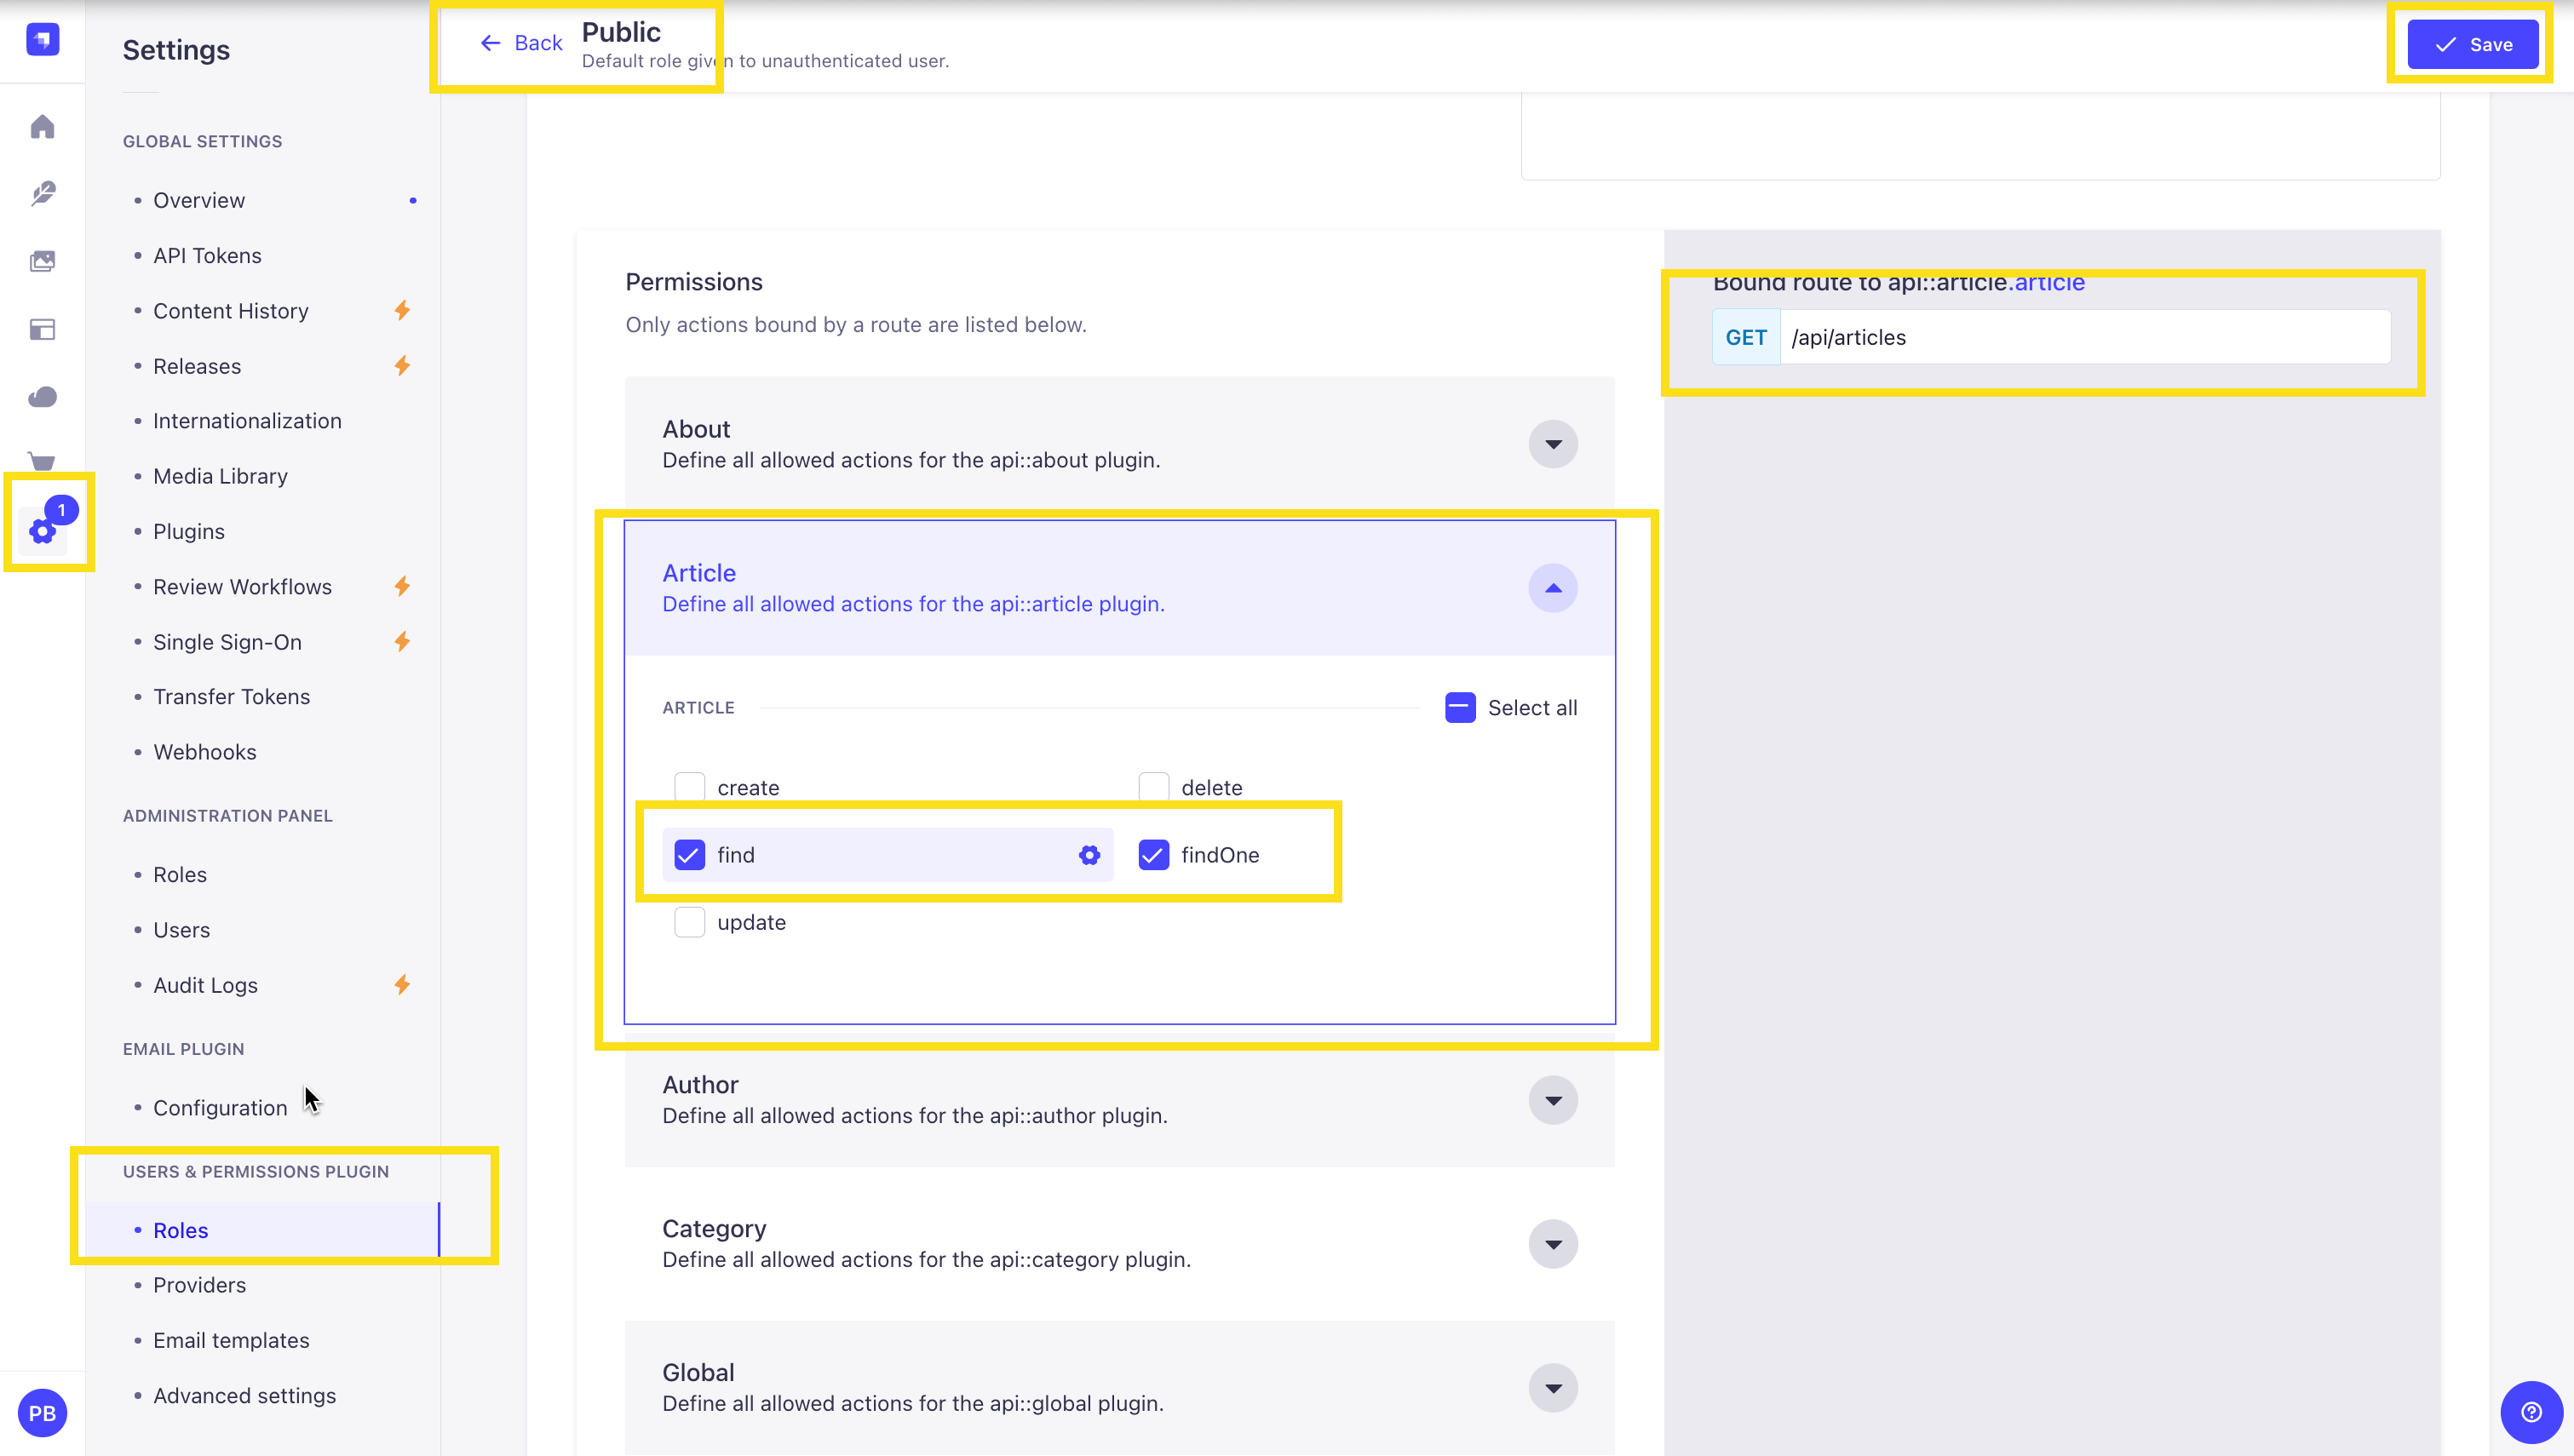 Settings
GLOBAL SETTINGS
Overview
API Tokens
Content History
Releases
Internationalization
Media Library
Plugins
Review Workflows
Single Sign-On
Transfer Tokens
Webhooks
ADMINISTRATION PANEL
Roles
Users
Audit Logs
EMAIL PLUGIN
Configuration
USERS & PERMISSIONS PLUGIN
Roles
Providers
Email templates
Advanced settings
1
PB
Back
Public
Default role given to unauthenticated user.
Save
Permissions
Only actions bound by a route are listed below.
About
Define all allowed actions for the api::about plugin.
Article
Define all allowed actions for the api::article plugin.
ARTICLE
Select all
create
delete
find
findOne
update
Author
Define all allowed actions for the api::author plugin.
Category
Define all allowed actions for the api::category plugin.
Global
Define all allowed actions for the api::global plugin.
Bound route to api::article.article
GET /api/articles
?